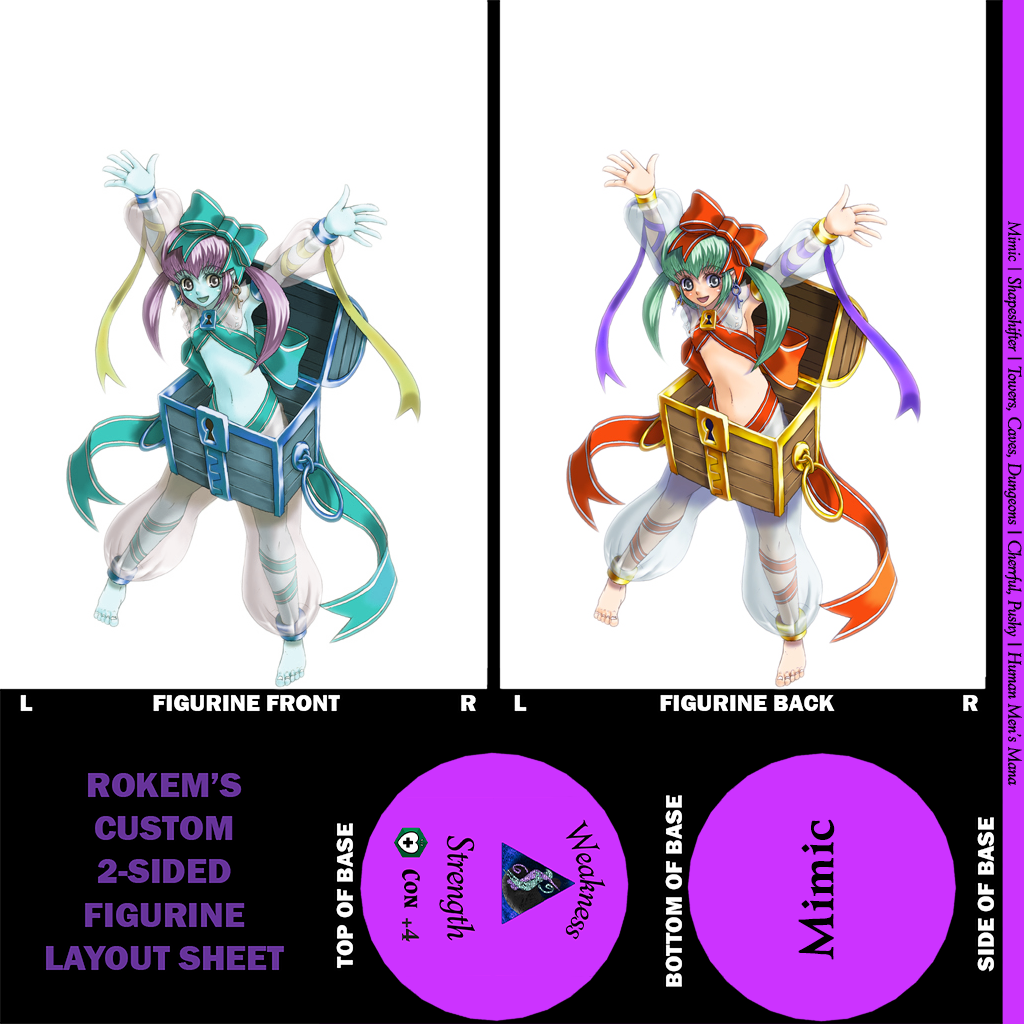 L FIGURINE FRONT R
L FIGURINE BACK R
Mimic | Shapeshifter | Towers, Caves, Dungeons | Cherrful, Pushy | Human Men's Mana
ROKEM'S
CUSTOM
2-SIDED
FIGURINE
LAYOUT SHEET
TOP OF BASE
Weakness
Strength
CON +4
BOTTOM OF BASE
Mimic
SIDE OF BASE